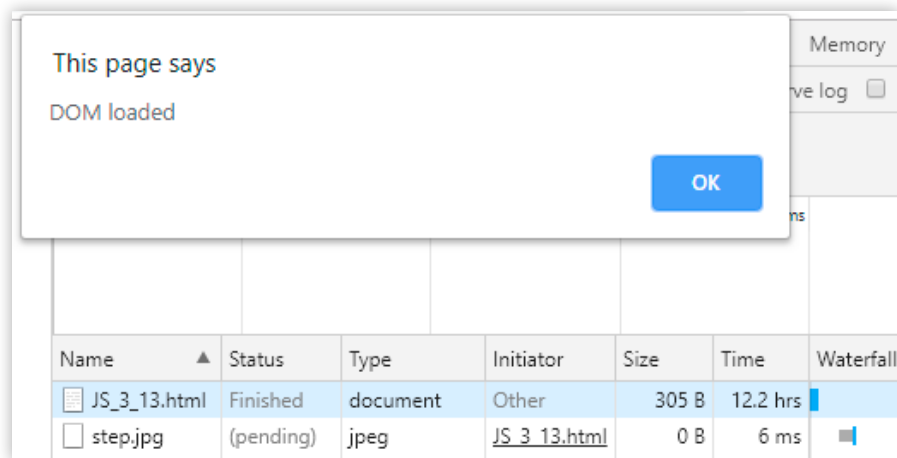 This page says
DOM loaded
OK
Memory
rve log
ms
Name Status Type Initiator Size Time Waterfall
JS_3_13.html Finished document Other 305 B 12.2 hrs
step.jpg (pending) jpeg JS_3_13.html 0 B 6 ms